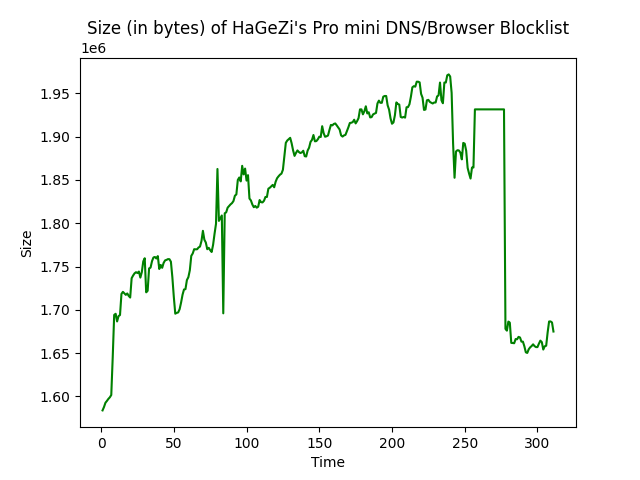 Size (in bytes) of HaGeZi's Pro mini DNS/Browser Blocklist
1e6
1.95
1.90
1.85
1.80
1.75
1.70
1.65
1.60
Size
0 50 100 150 200 250 300
Time